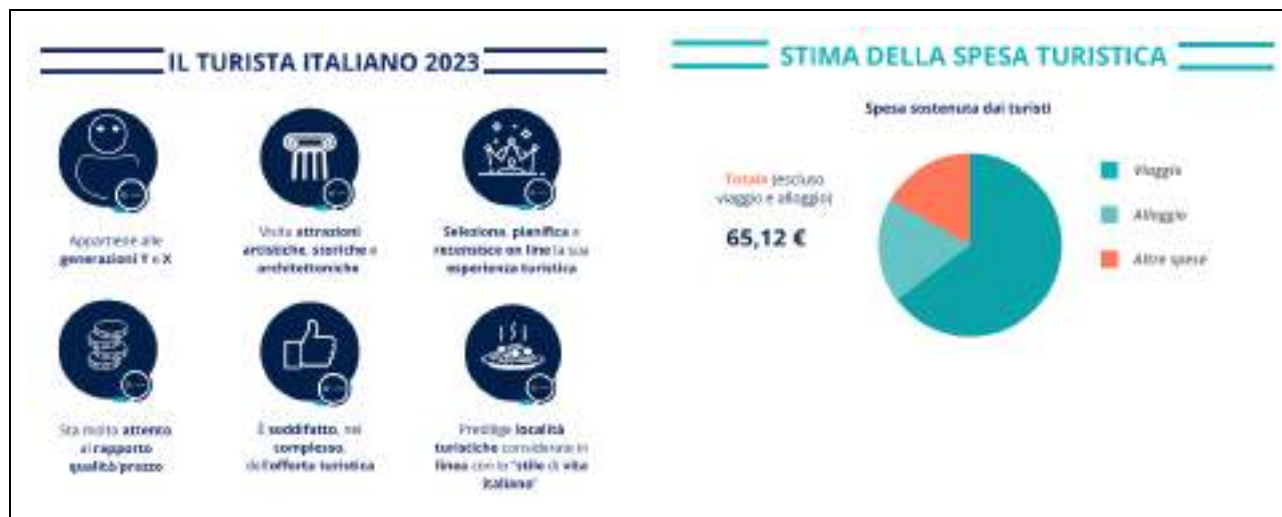 IL TURISTA ITALIANO 2023
Appartiene alle
generazioni Y e X
Visita attrazioni
artistiche, storiche e
architettoniche
Seleziona, pianifica e
recensisce on line la sua
esperienza turistica
Sta molto attento
al rapporto
qualità/prezzo
È soddifatto, nel
complesso,
dell'offerta turistica
Predilige località
turistiche considerate in
linea con lo "stile di vita
italiano"
STIMA DELLA SPESA TURISTICA
Spesa sostenuta dai turisti
Totale (escluso
viaggio e alloggio)
65,12 €
Viaggio
Alloggio
Altre spese